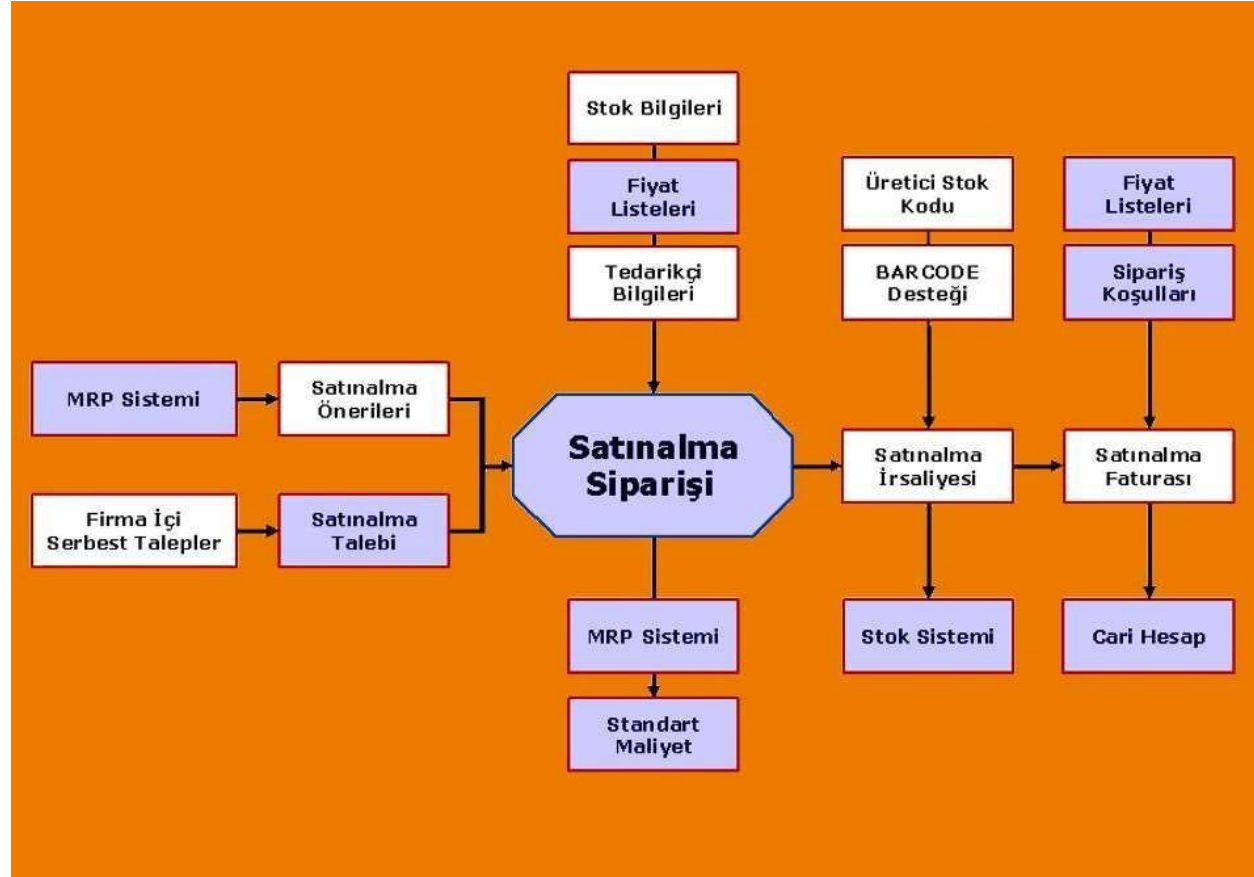 Stok Bilgileri
Fiyat
Listeleri
Tedarikçi
Bilgileri
Üretici Stok
Kodu
BARCODE
Desteği
Fiyat
Listeleri
Sipariş
Koşulları
MRP Sistemi
Satınalma
Önerileri
Firma İçi
Serbest Talepler
Satınalma
Talebi
Satınalma
Siparişi
Satınalma
İrsaliyesi
Satınalma
Faturası
MRP Sistemi
Standart
Maliyet
Stok Sistemi
Cari Hesap